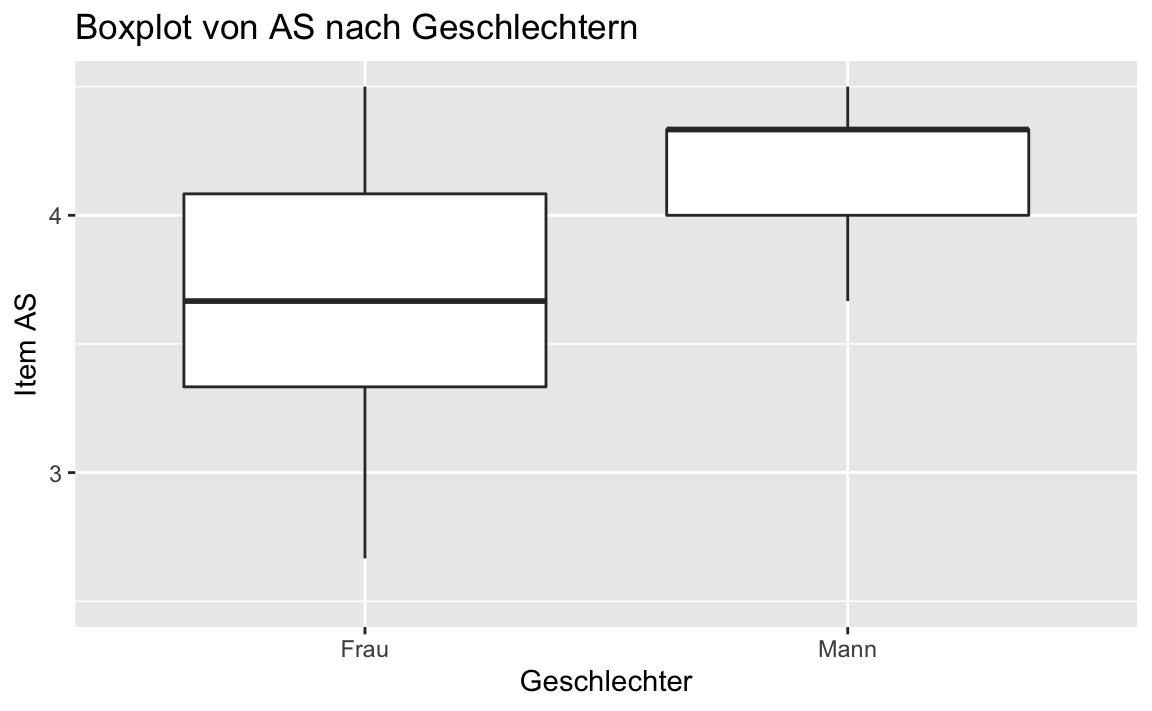 Boxplot von AS nach Geschlechtern
Item AS
4
3
Frau
Mann
Geschlechter